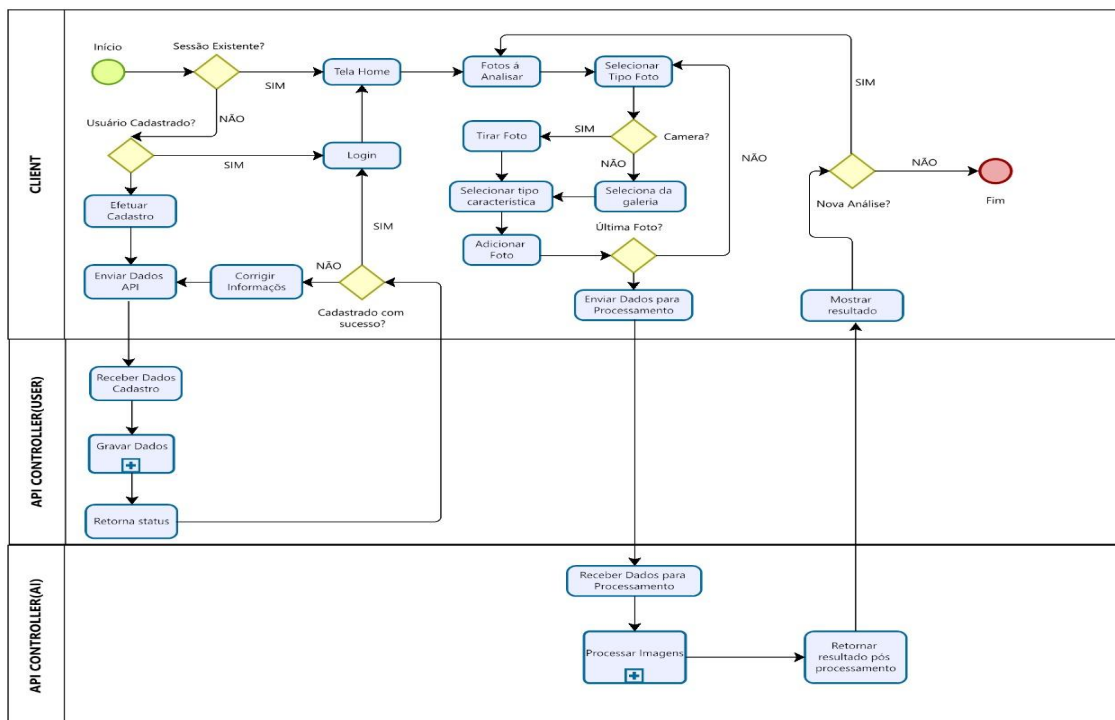 CLIENT
Início
Sessão Existente?
SIM
NÃO
Tela Home
Usuário Cadastrado?
SIM
Login
Efetuar
Cadastro
Enviar Dados
API
Corrigir
Informaçõs
NÃO
SIM
Cadastrado com
sucesso?
Fotos á
Analisar
Selecionar
Tipo Foto
Camera?
SIM
NÃO
Tirar Foto
Seleciona da
galeria
Selecionar tipo
característica
Adicionar
Foto
Última Foto?
NÃO
Enviar Dados para
Processamento
SIM
NÃO
Nova Análise?
Fim
Mostrar
resultado
API CONTROLLER(USER)
Receber Dados
Cadastro
Gravar Dados
Retorna status
API CONTROLLER(AI)
Receber Dados para
Processamento
Processar Imagens
Retornar
resultado pós
processamento